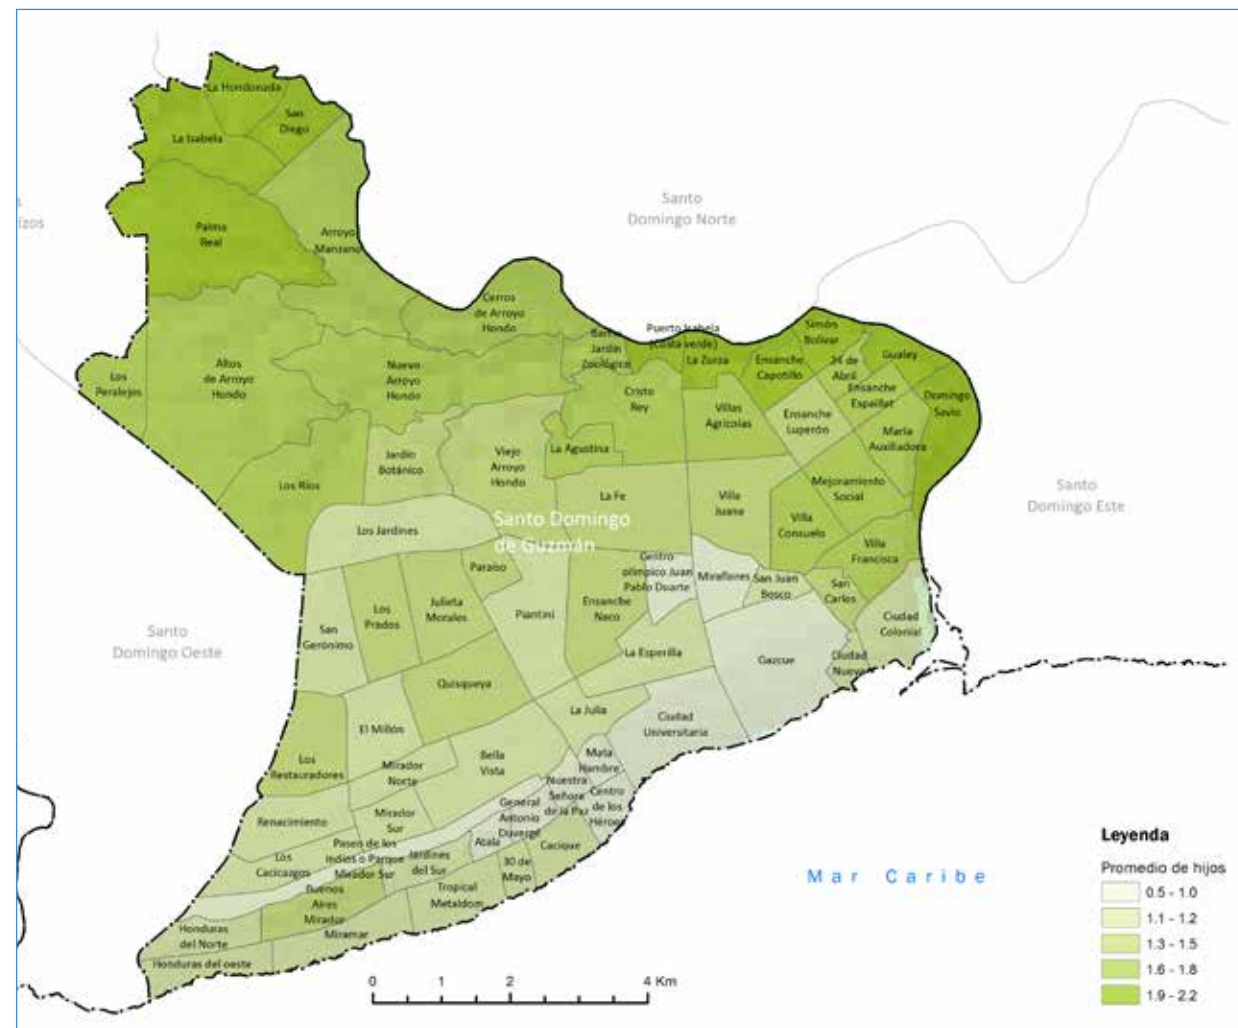 La Hondonada
San
Diego
La Isabela
Santo
Domingo Norte
izos
Palma
Real
Arroyo
Manzano
Cerros
de Arroyo
Hondo
Puerto Isabela
(Costa verde)
Simón
Bolivar
Barrio
Jardín
Zoológico
La Zurza
Ensanche
Capotillo
24 de
Abril
Gualey
Los
Peralejos
Altos
de Arroyo
Hondo
Nuevo
Arroyo
Hondo
Cristo
Rey
Villas
Agrícolas
Ensanche
Espaillat
Domingo
Savio
Ensanche
Luperón
María
Auxiliadora
Jardín
Botánico
Viejo
Arroyo
Hondo
La Agustina
Los Ríos
La Fe
Villa
Juana
Mejoramiento
Social
Santo
Domingo Este
Los Jardines
Santo Domingo
de Guzmán
Villa
Consuelo
Villa
Francisca
Paraíso
Centro
olímpico Juan
Pablo Duarte
Miraflores
San Juan
Bosco
San
Carlos
Los
Prados
Julieta
Morales
Piantini
Ensanche
Naco
Ciudad
Colonial
Santo
Domingo Oeste
San
Gerónimo
La Esperilla
Gazcue
Ciudad
Nueva
Quisqueya
La Julia
Ciudad
Universitaria
El Millón
Los
Restauradores
Mirador
Norte
Bella
Vista
Mata
Hambre
Nuestra
Señora
de la Paz
Centro
de los
Héroes
General
Antonio
Duvergé
Renacimiento
Mirador
Sur
Atala
Cacique
Los
Cacicazgos
Paseo de los
Indios o Parque
Mirador Sur
Jardines
del Sur
30 de
Mayo
Buenos
Aires
Mirador
Tropical
Metaldom
Honduras
del Norte
Miramar
Honduras del oeste
Mar Caribe
0 2 4 Km
Leyenda
Promedio de hijos
0.5 - 1.0
1.1 - 1.2
1.3 - 1.5
1.6 - 1.8
1.9 - 2.2